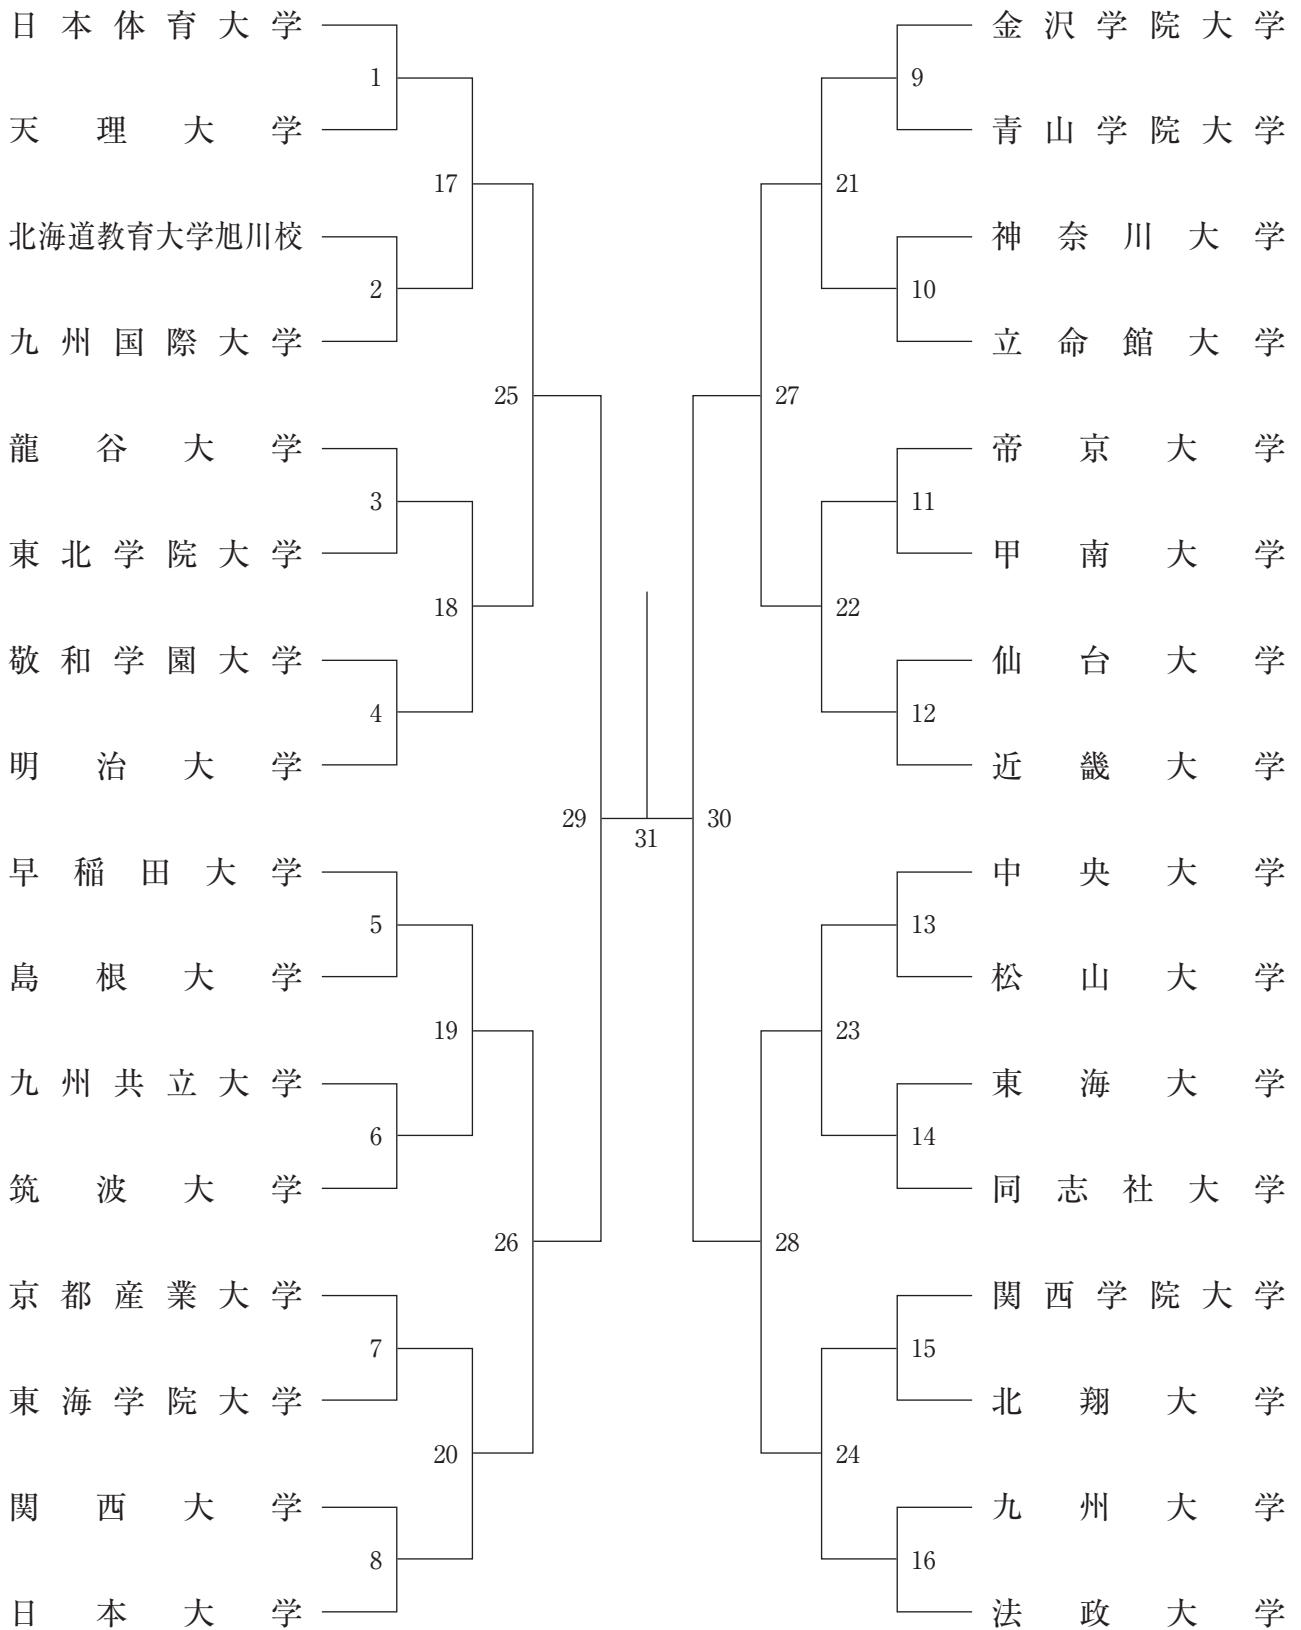 日本体育大学
1
天理大学
17
北海道教育大学旭川校
2
九州国際大学
25
龍谷大学
3
東北学院大学
18
敬和学園大学
4
明治大学
29
早稲田大学
5
島根大学
19
九州共立大学
6
筑波大学
26
京都産業大学
7
東海学院大学
20
関西大学
8
日本大学
31
金沢学院大学
9
青山学院大学
21
神奈川大学
10
立命館大学
27
帝京大学
11
甲南大学
22
仙台大学
12
近畿大学
30
中央大学
13
松山大学
23
東海大学
14
同志社大学
28
関西学院大学
15
北翔大学
24
九州大学
16
法政大学